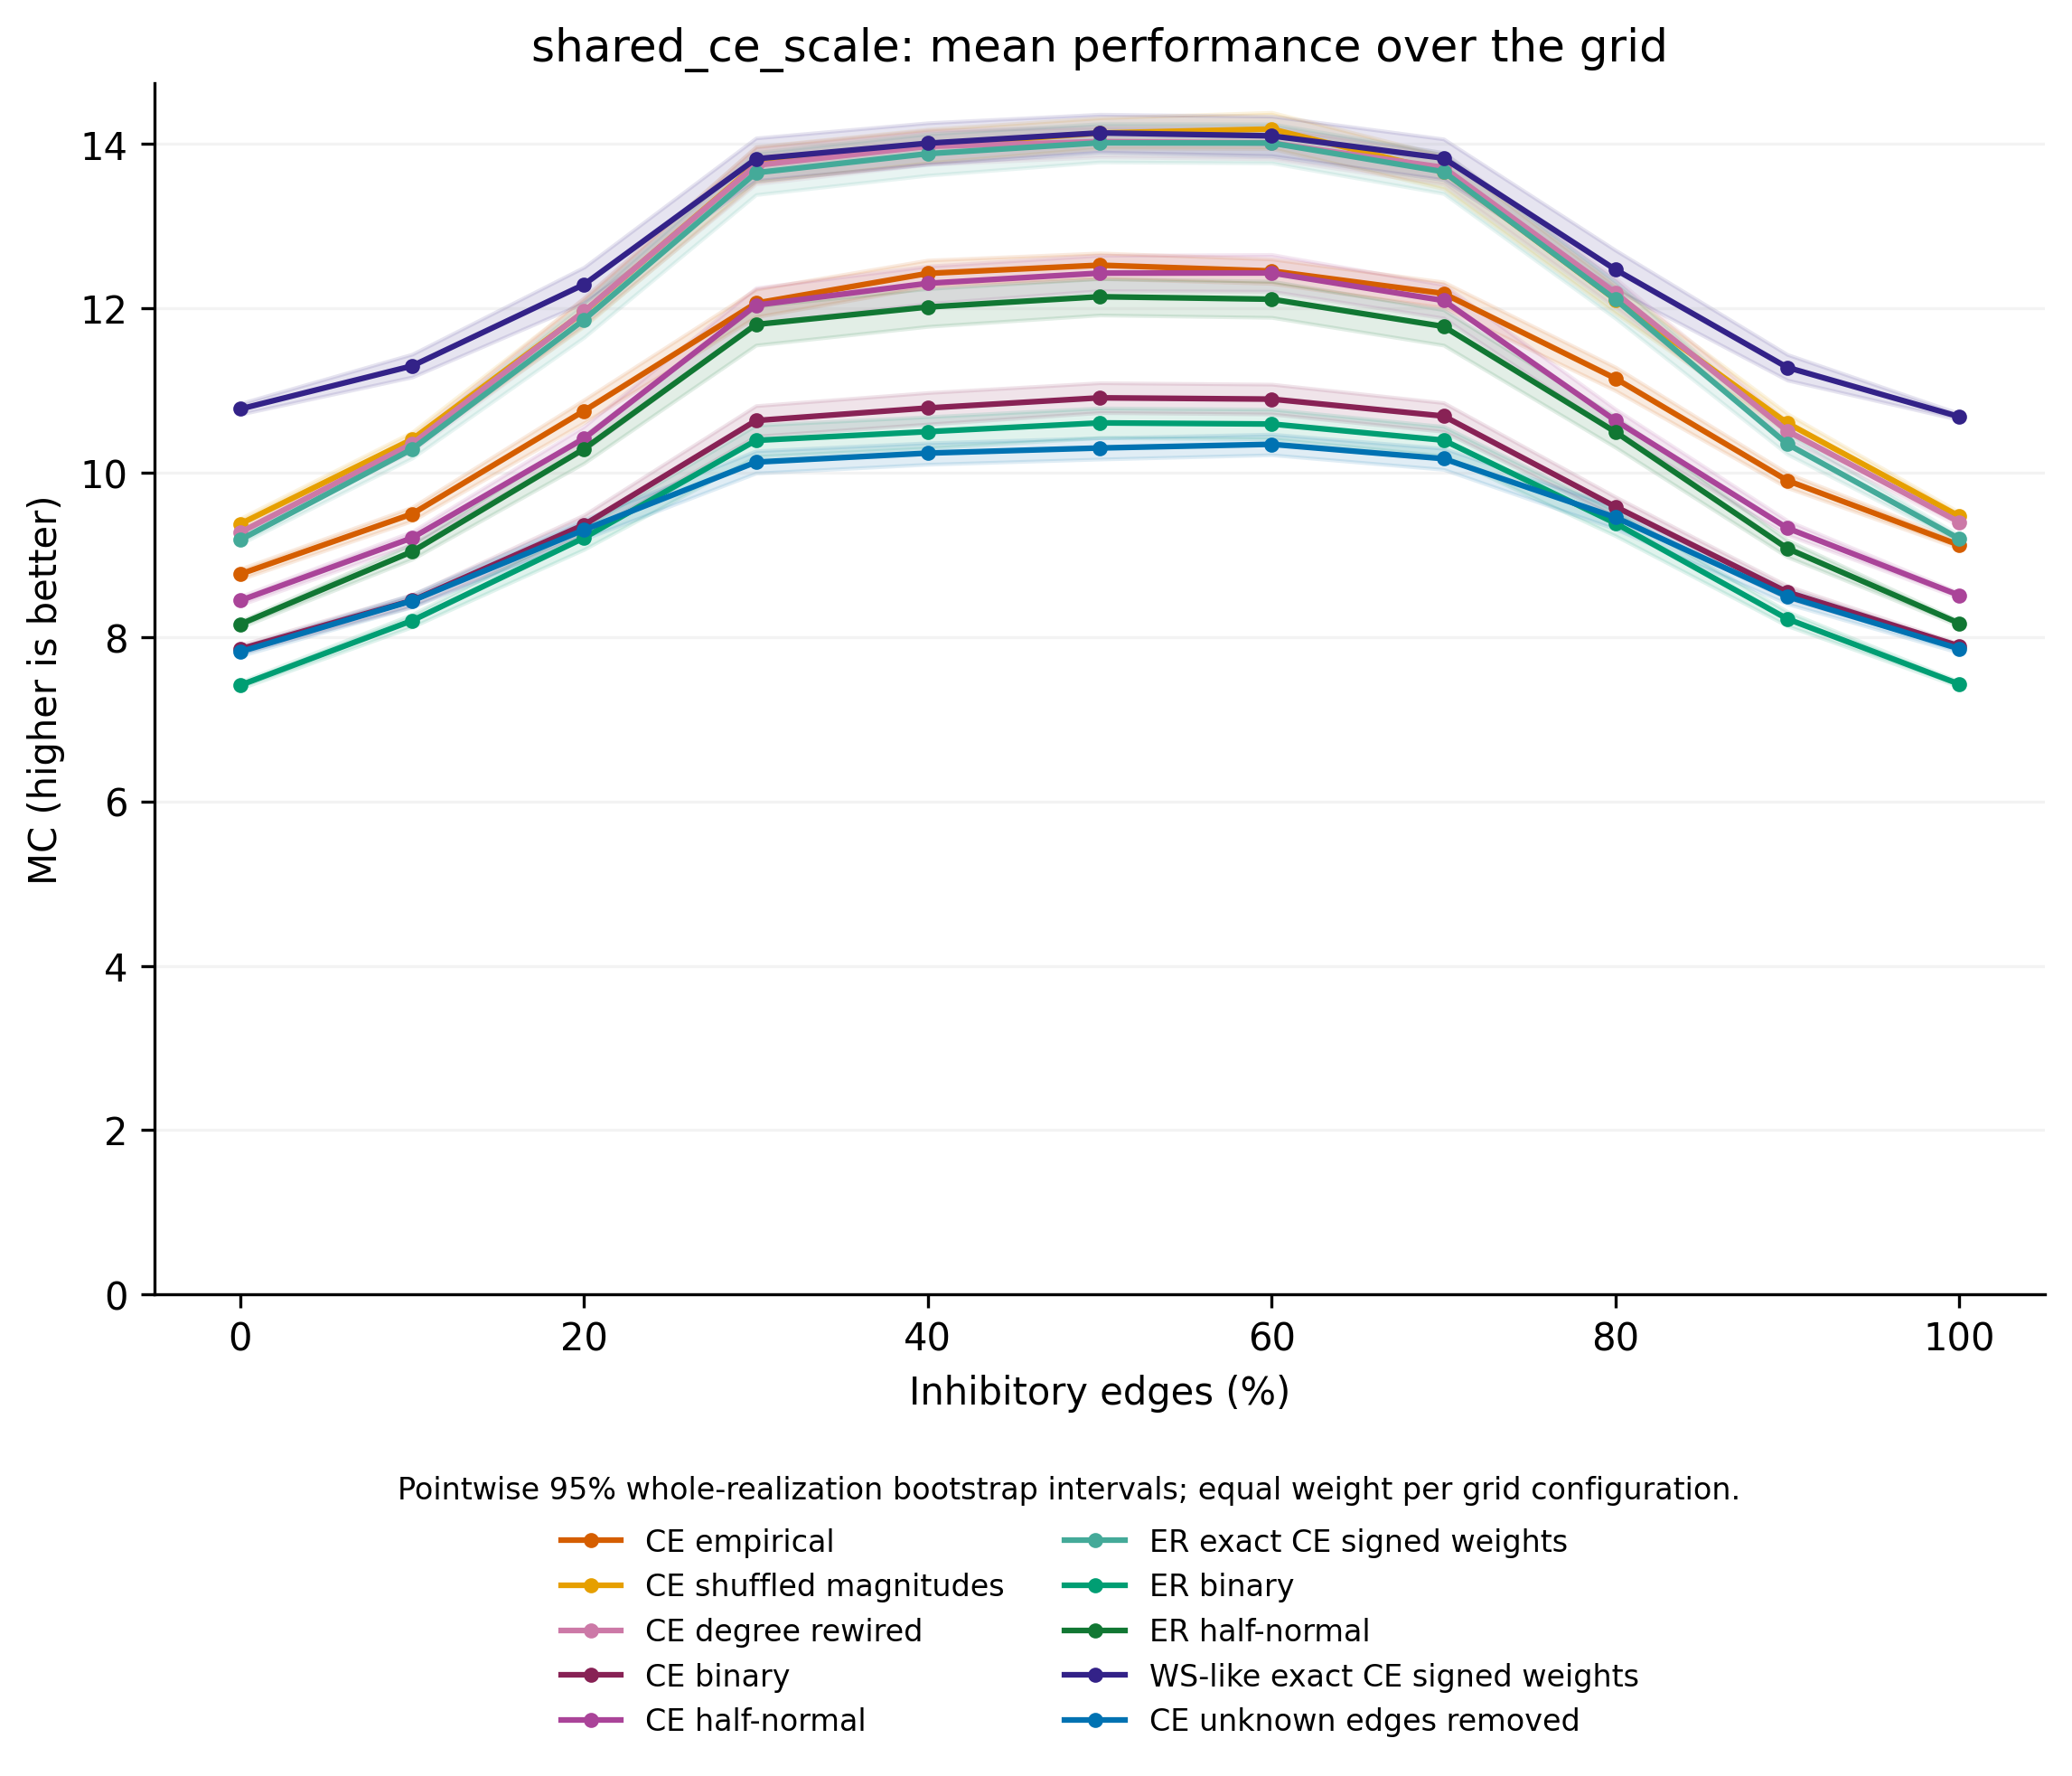 shared_ce_scale: mean performance over the grid
14
12
10
8
6
4
2
0
MC (higher is better)
0 20 40 60 80 100
Inhibitory edges (%)
Pointwise 95% whole-realization bootstrap intervals; equal weight per grid configuration.
CE empirical
CE shuffled magnitudes
CE degree rewired
CE binary
CE half-normal
ER exact CE signed weights
ER binary
ER half-normal
WS-like exact CE signed weights
CE unknown edges removed